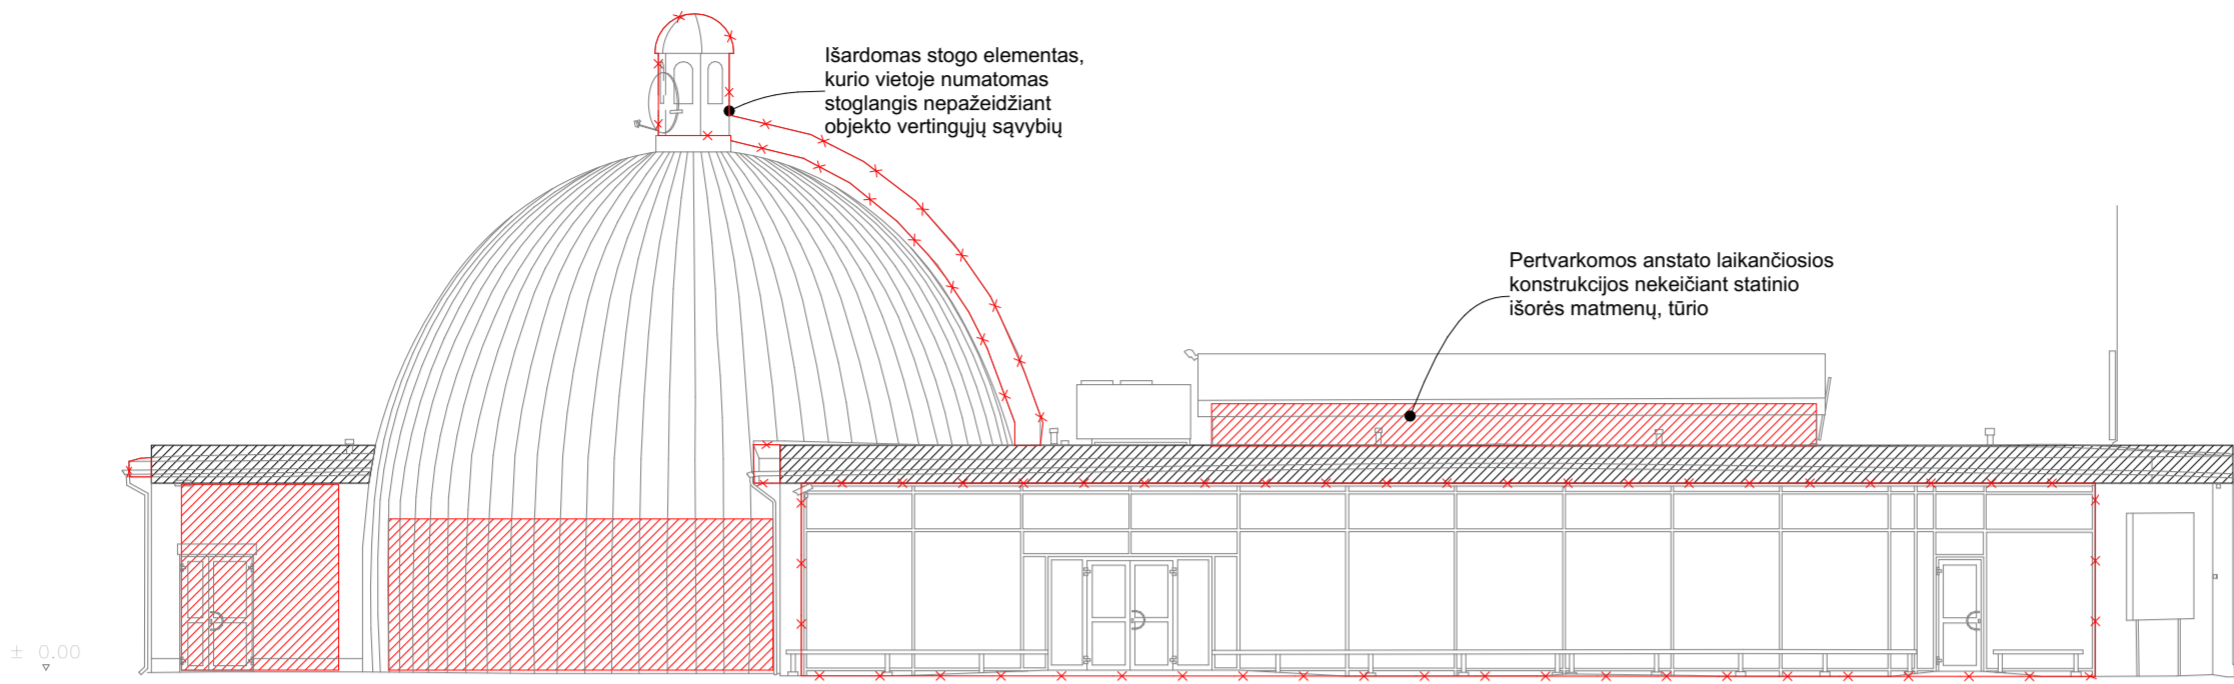 Išardomas stogo elementas,
kurio vietoje numatomas
stoglangis nepažeidžiant
objekto vertingųjų sąvybių
Pertvarkomos anstato laikančiosios
konstrukcijos nekeičiant statinio
išorės matmenų, tūrio
± 0.00